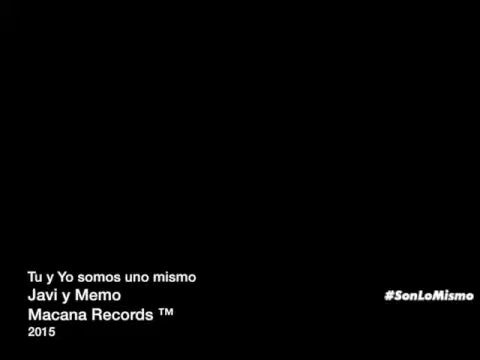 Tu y Yo somos uno mismo
Javi y Memo
Macana Records ™
2015
#SonLoMismo